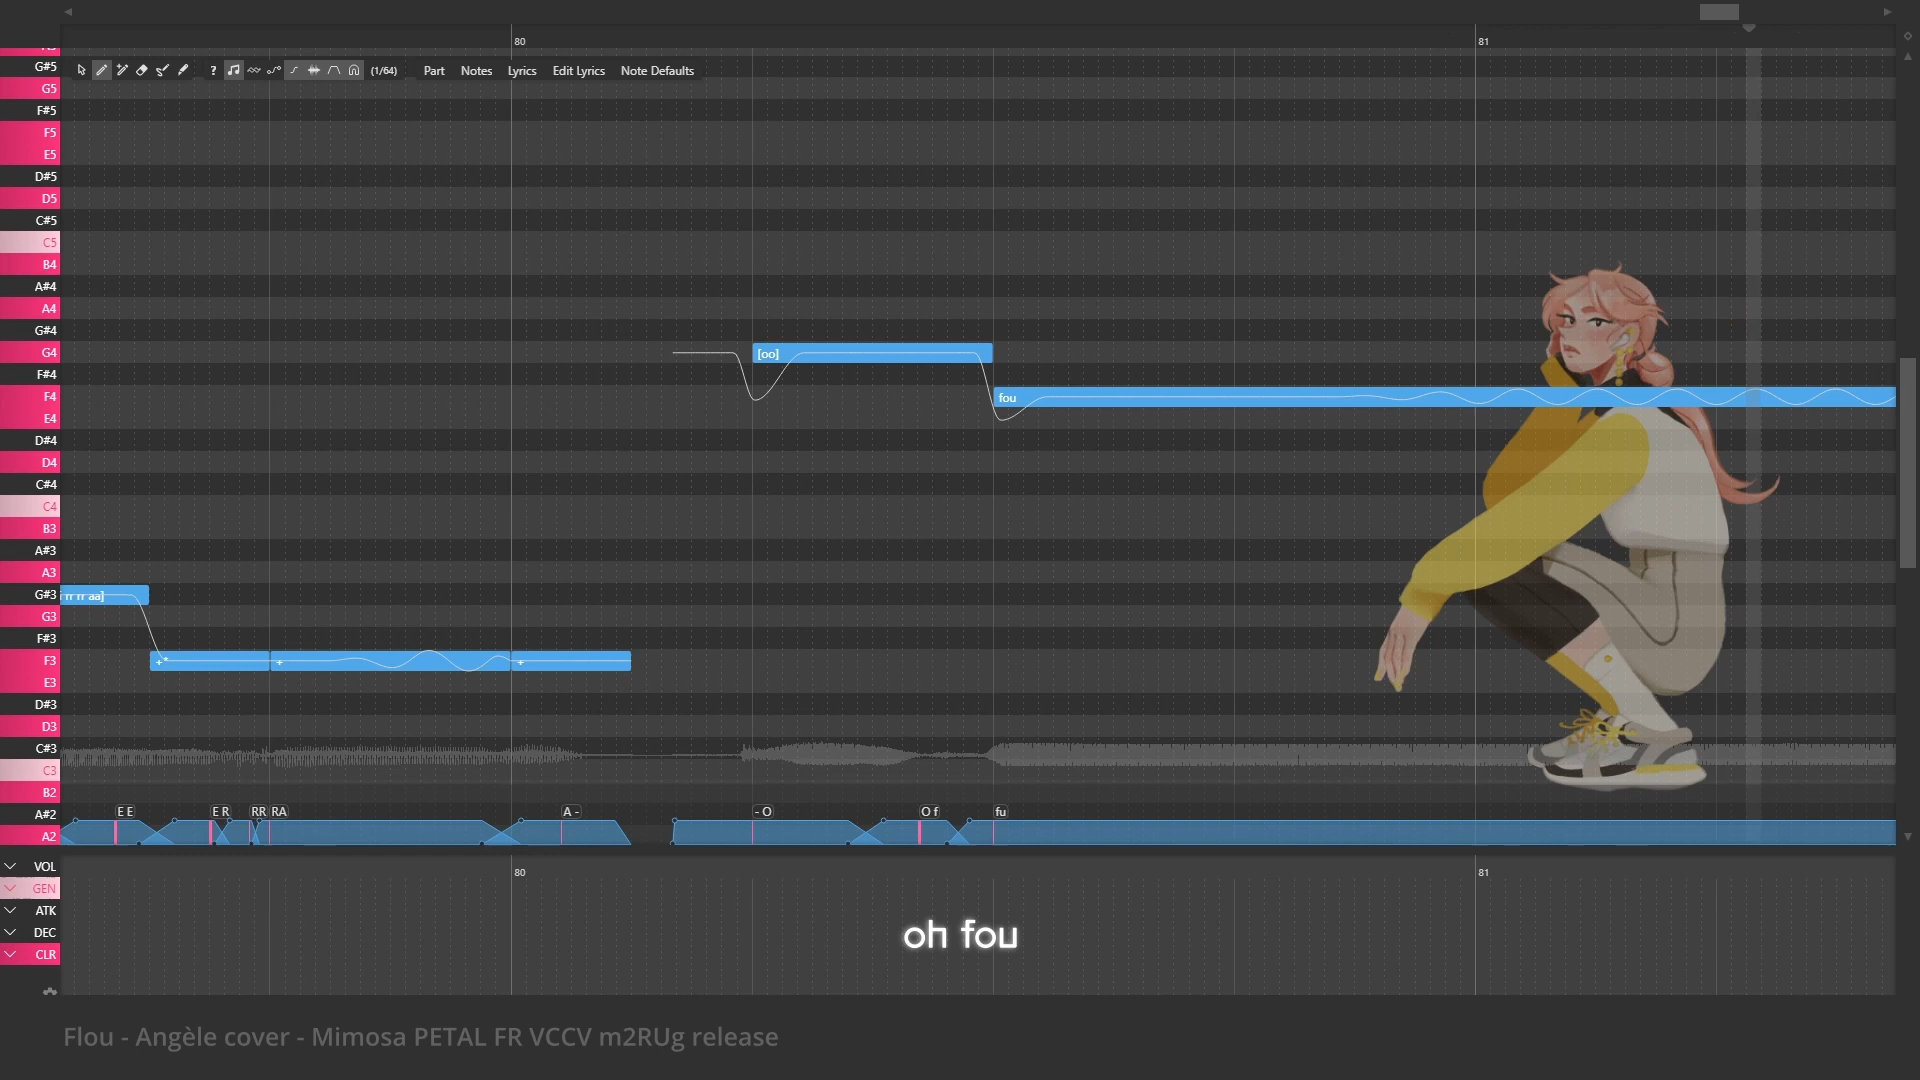 80 81
G#5
? (1/64) Part Notes Lyrics Edit Lyrics Note Defaults
G5
F#5
F5
E5
D#5
D5
C#5
C5
B4
A#4
A4
G#4
G4 [oo]
F#4
F4 fou
E4
D#4
D4
C#4
C4
B3
A#3
A3
G#3 rr rr aa]
G3
F#3
F3 + + +
E3
D#3
D3
C#3
C3
B2
A#2 E E E R RR RA A - - O O f fu
A2
VOL
80 81
GEN
ATK
DEC
CLR
oh fou
Flou - Angèle cover - Mimosa PETAL FR VCCV m2RUg release